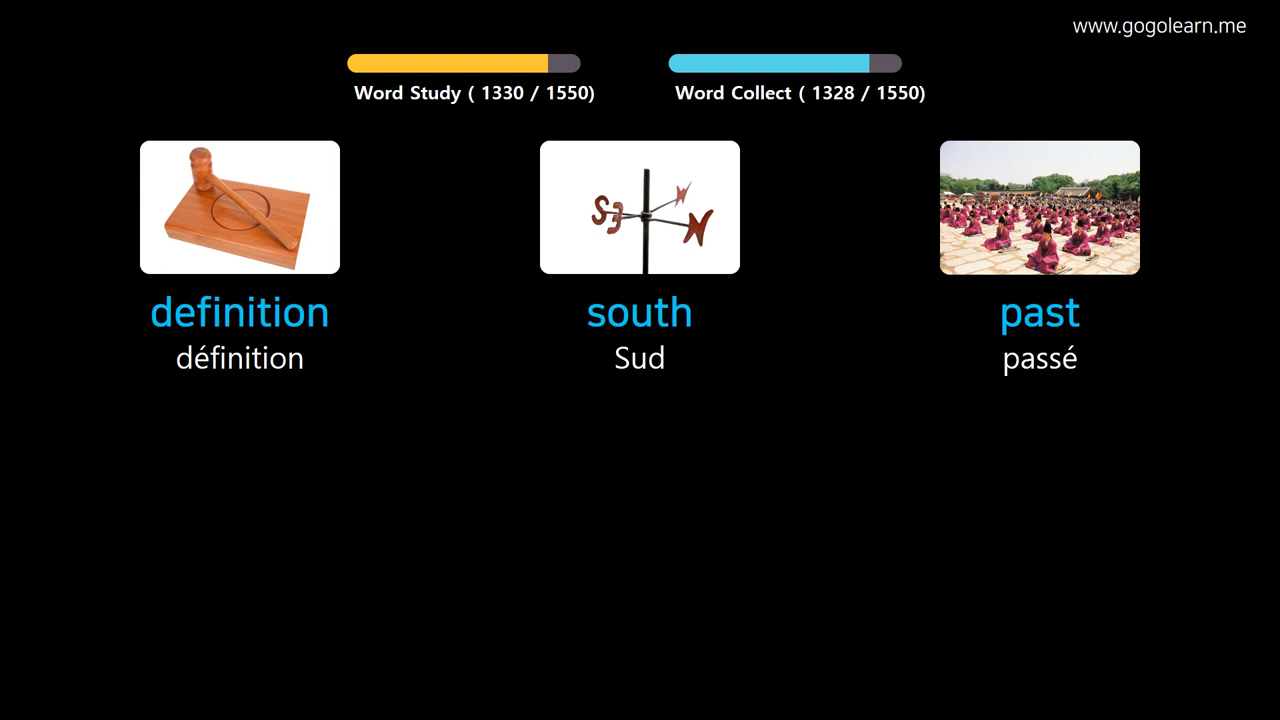 www.gogolearn.me
Word Study ( 1330 / 1550)
Word Collect ( 1328 / 1550)
S E N
definition
south
past
définition
Sud
passé